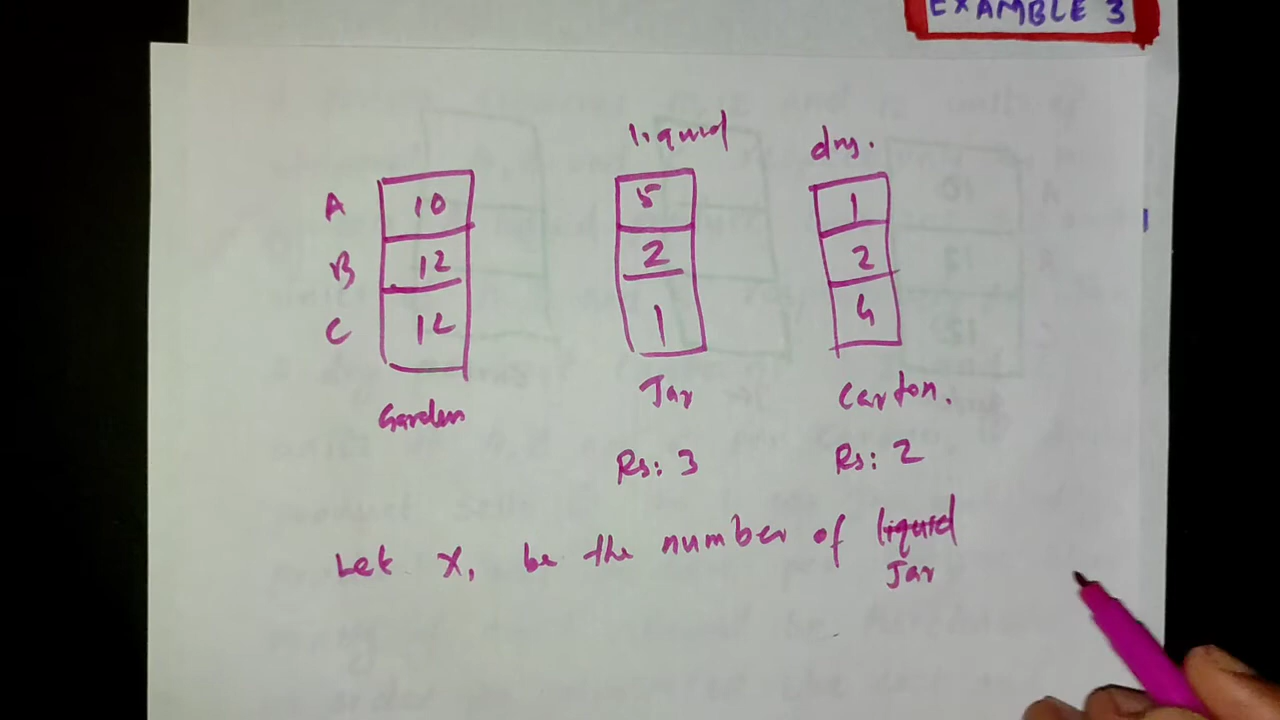 EXAMBLE 3
liquid dry.
A 10 5 1
B 12 2 2
C 12 1 4
Garden Jar Carton.
Rs: 3 Rs: 2
Let x, be the number of liquid
Jar